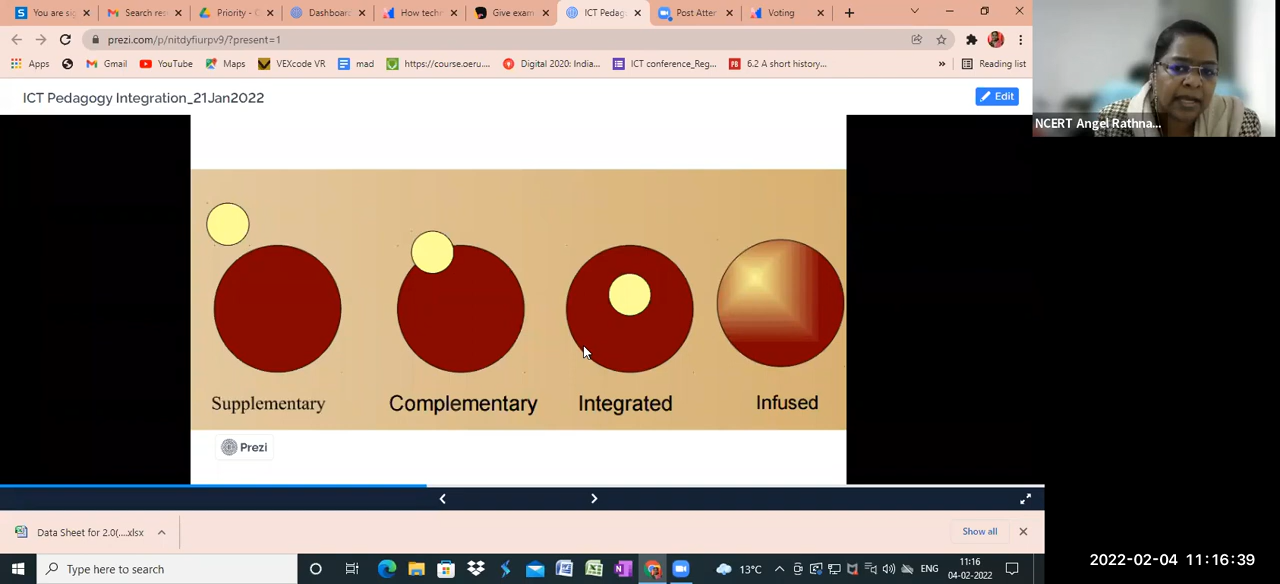 You are sig
Search res
Priority - G
Dashboar
How techn
Give exam
ICT Pedag
Post Atter
Voting
prezi.com/p/nitdyfiurpv9/?present=1
Apps
Gmail
YouTube
Maps
VEXcode VR
mad
https://course.oeru....
Digital 2020: India...
ICT conference_Reg...
6.2 A short history...
»
Reading list
ICT Pedagogy Integration_21Jan2022
Edit
NCERT Angel Rathna...
Supplementary
Complementary
Integrated
Infused
Prezi
Data Sheet for 2.0(....xlsx
Show all
Type here to search
13°C
ENG
11:16
04-02-2022
2022-02-04 11:16:39